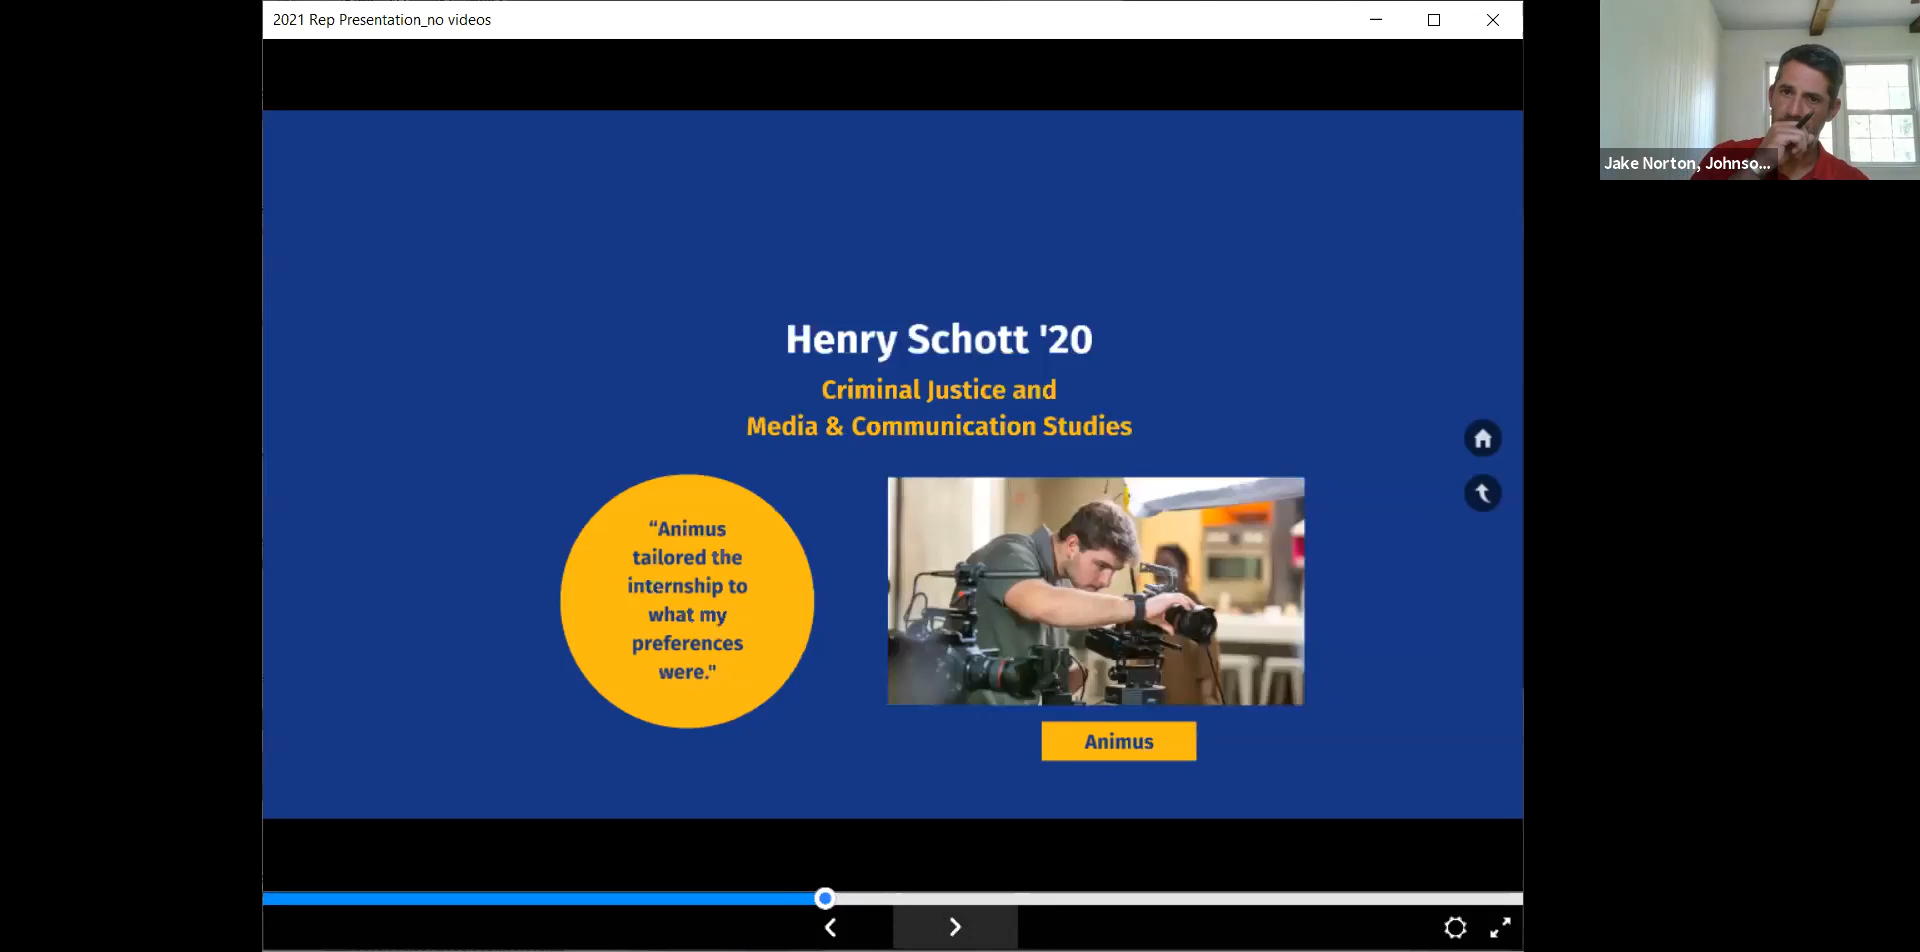 2021 Rep Presentation_no videos
Jake Norton, Johnso...
Henry Schott '20
Criminal Justice and
Media & Communication Studies
“Animus
tailored the
internship to
what my
preferences
were."
Animus